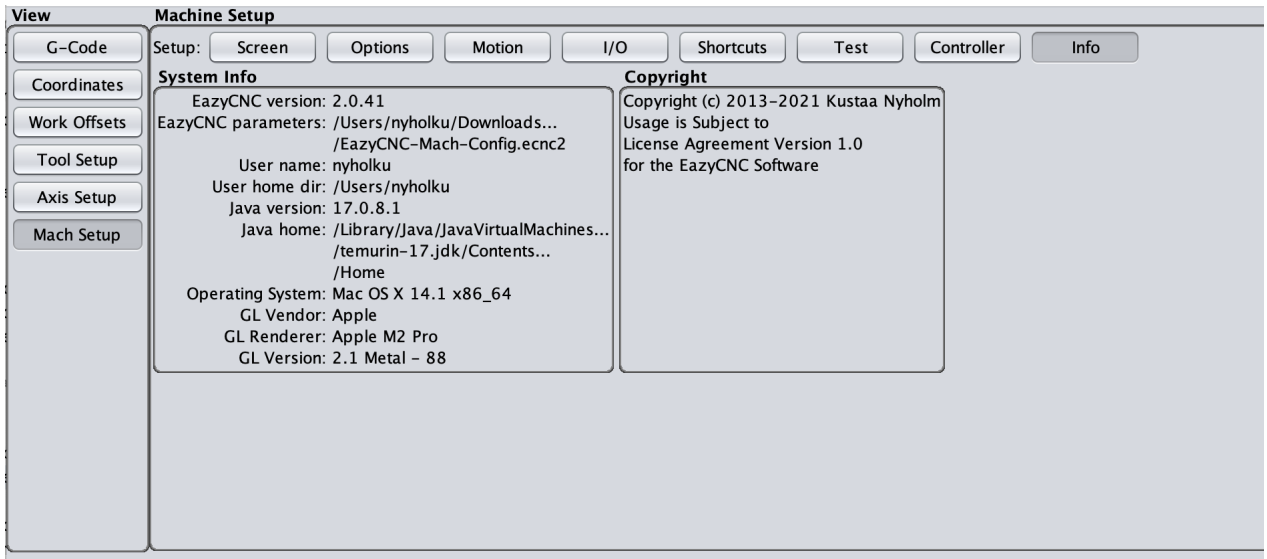 View
G-Code
Coordinates
Work Offsets
Tool Setup
Axis Setup
Mach Setup
Machine Setup
Setup: Screen Options Motion I/O Shortcuts Test Controller Info
System Info
EazyCNC version: 2.0.41
EazyCNC parameters: /Users/nyholku/Downloads...
/EazyCNC-Mach-Config.ecnc2
User name: nyholku
User home dir: /Users/nyholku
Java version: 17.0.8.1
Java home: /Library/Java/JavaVirtualMachines...
/temurin-17.jdk/Contents...
/Home
Operating System: Mac OS X 14.1 x86_64
GL Vendor: Apple
GL Renderer: Apple M2 Pro
GL Version: 2.1 Metal - 88
Copyright
Copyright (c) 2013-2021 Kustaa Nyholm
Usage is Subject to
License Agreement Version 1.0
for the EazyCNC Software